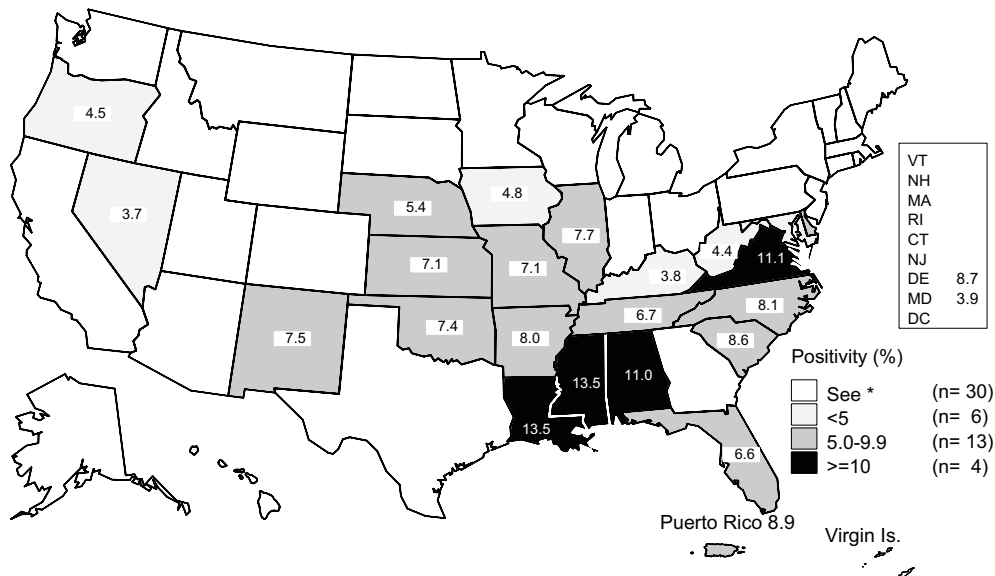 4.5
3.7
4.8
5.4
7.7
7.1
7.1
4.4
11.1
3.8
7.5
7.4
8.0
6.7
8.1
8.6
13.5
11.0
13.5
6.6
VT
NH
MA
RI
CT
NJ
DE 8.7
MD 3.9
DC
Positivity (%)
See * (n= 30)
<5 (n= 6)
5.0-9.9 (n= 13)
>=10 (n= 4)
Puerto Rico 8.9
Virgin Is.